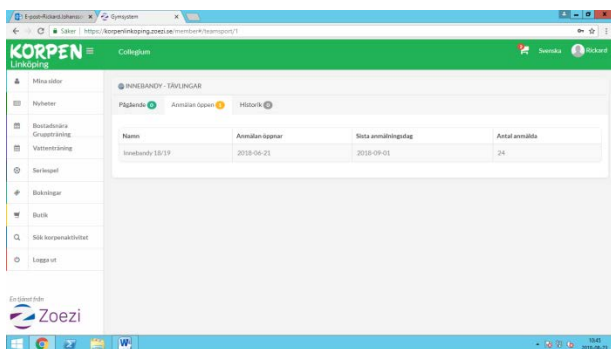 E-post–Rickard.Johansso
Gymsystem
Säker | https://korpenlinkoping.zoezi.se/member#/teamsport/1
KORPEN
Linköping
Collegium
Svenska
Rickard
Mina sidor
Nyheter
Bostadsnära
Gruppträning
Vattenträning
Seriespel
Bokningar
Butik
Sök korpenaktivitet
Logga ut
INNEBANDY - TÄVLINGAR
Pågående 0
Anmälan öppen
Historik 0
Namn Anmälan öppnar Sista anmälningsdag Antal anmälda
Innebandy 18/19 2018-06-21 2018-09-01 24
En tjänst från
Zoezi
10:45